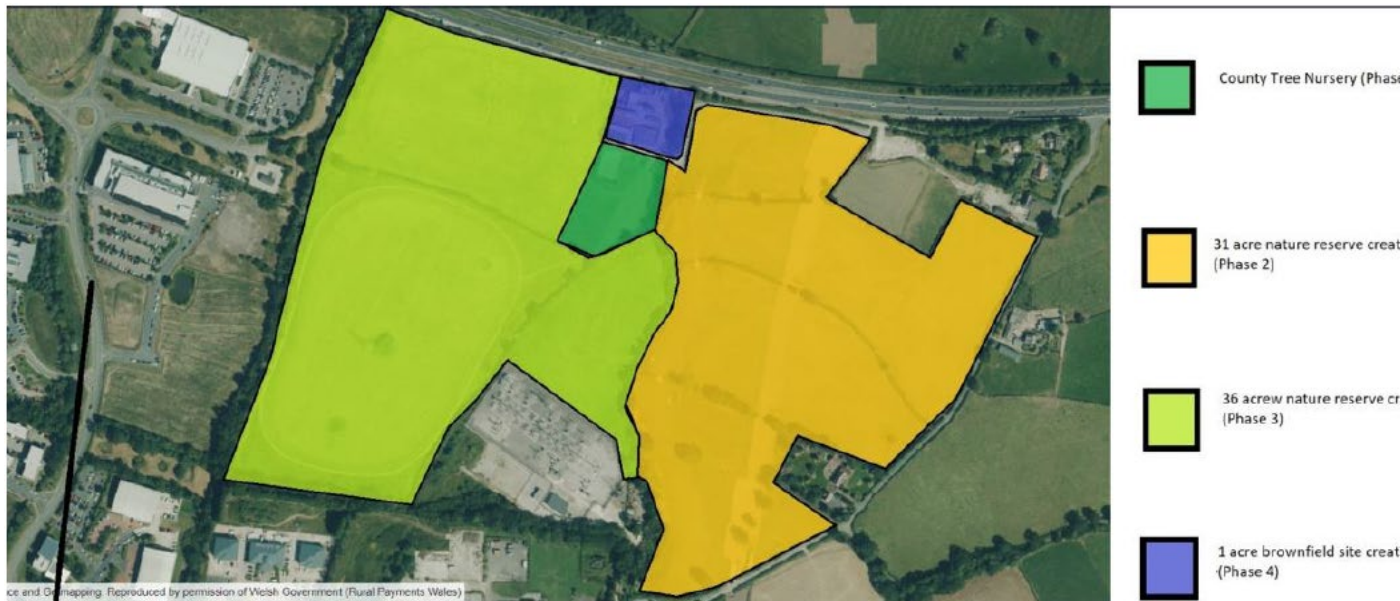 County Tree Nursery (Phase
31 acre nature reserve creat
(Phase 2)
36 acrew nature reserve cr
(Phase 3)
1 acre brownfield site creat
(Phase 4)
ce and Geomapping. Reproduced by permission of Welsh Government (Rural Payments Wales)